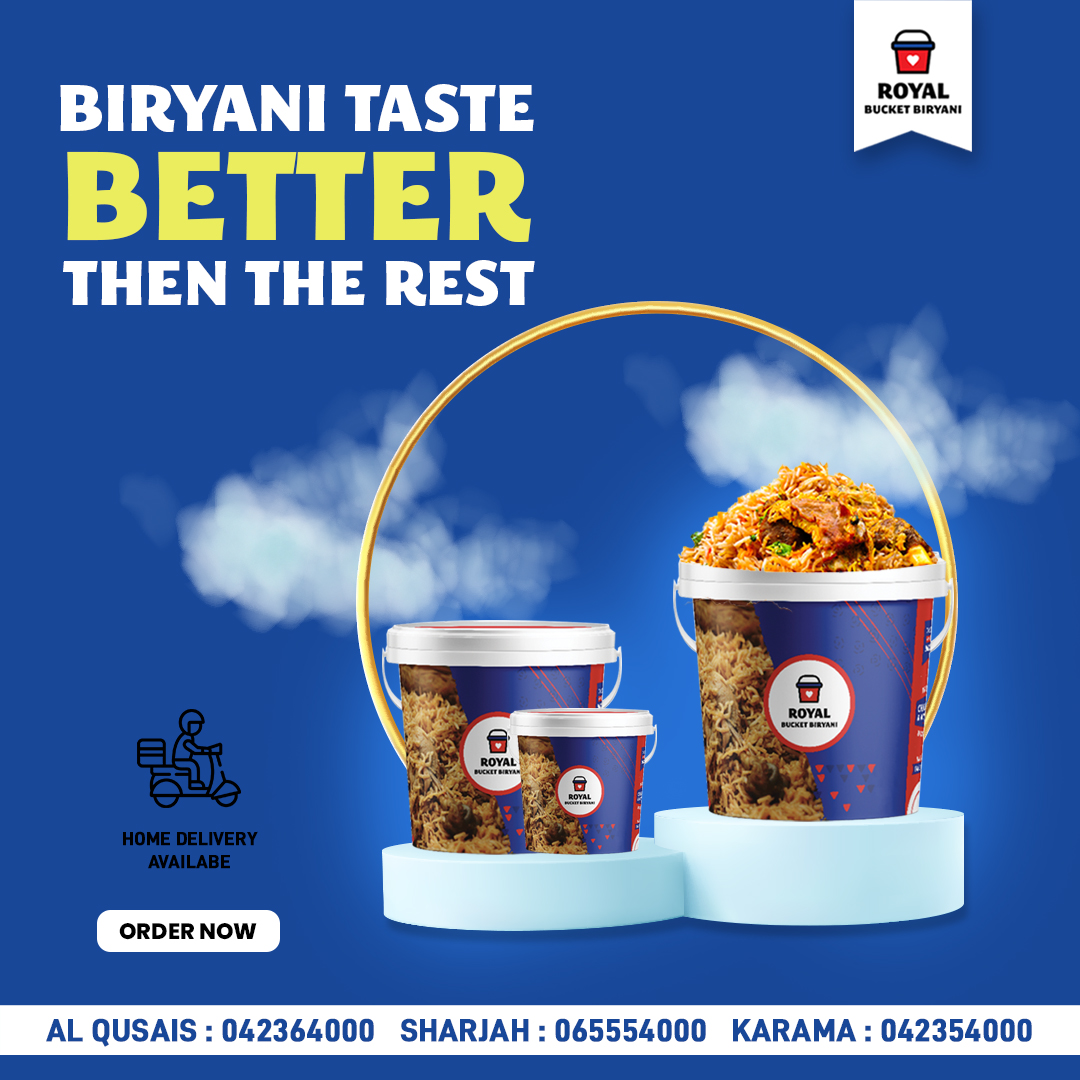 ROYAL
BUCKET BIRYANI
BIRYANI TASTE
BETTER
THEN THE REST
ROYAL
BUCKET BIRYANI
ROYAL
BUCKET BIRYANI
ROYAL
BUCKET BIRYANI
HOME DELIVERY
AVAILABE
ORDER NOW
AL QUSAIS : 042364000 SHARJAH : 065554000 KARAMA : 042354000